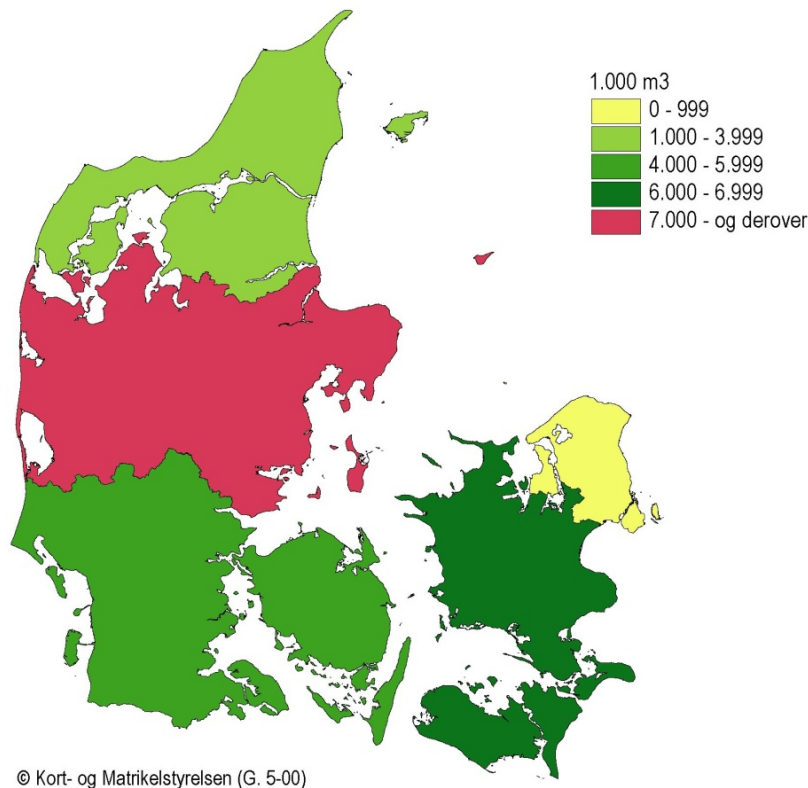 1.000 m3
0 - 999
1.000 - 3.999
4.000 - 5.999
6.000 - 6.999
7.000 - og derover
© Kort- og Matrikelstyrelsen (G. 5-00)